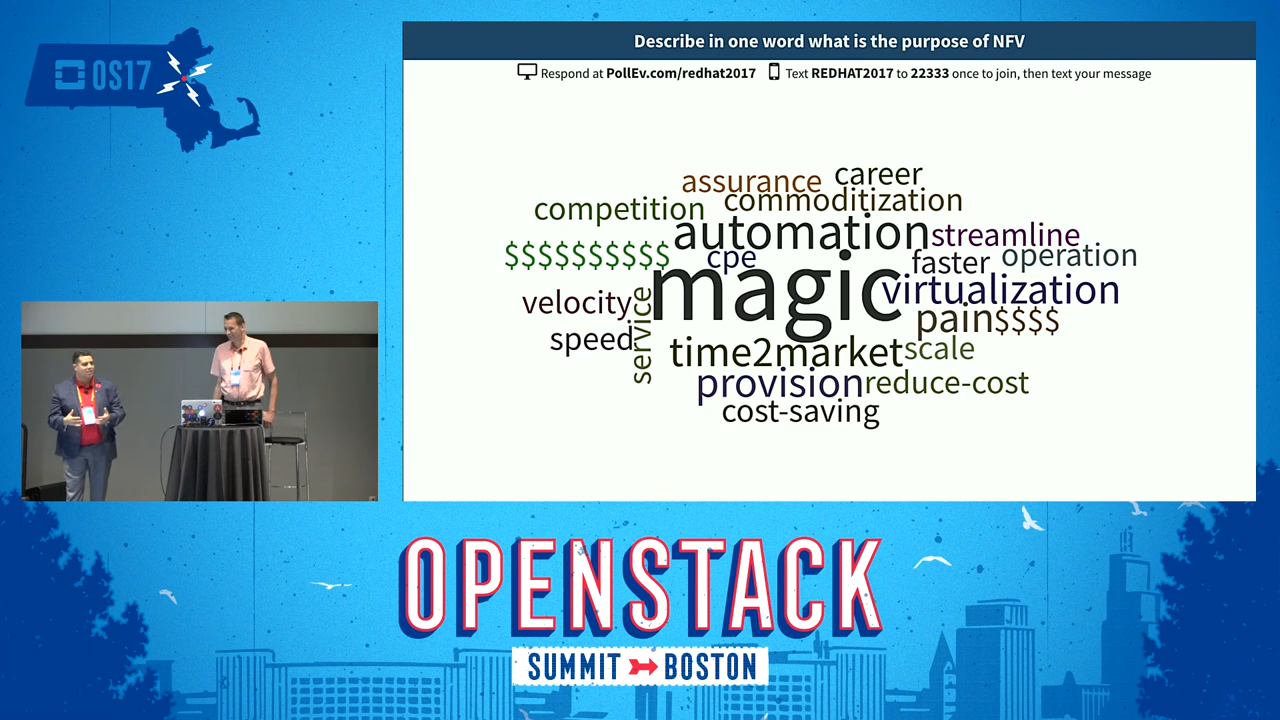 OS17
Describe in one word what is the purpose of NFV
Respond at PollEv.com/redhat2017 Text REDHAT2017 to 22333 once to join, then text your message
assurance career
competition commoditization
automation streamline
$$$$$$$$$$ cpe faster operation
magic virtualization
velocity service pain $$$$
speed time2market scale
provision reduce-cost
cost-saving
OPENSTACK
SUMMIT BOSTON